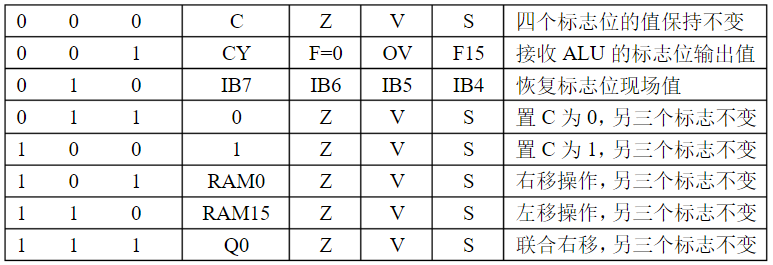 0 0 0 C Z V S 四个标志位的值保持不变
0 0 1 CY F=0 OV F15 接收 ALU 的标志位输出值
0 1 0 IB7 IB6 IB5 IB4 恢复标志位现场值
0 1 1 0 Z V S 置 C 为 0,另三个标志不变
1 0 0 1 Z V S 置 C 为 1,另三个标志不变
1 0 1 RAM0 Z V S 右移操作,另三个标志不变
1 1 0 RAM15 Z V S 左移操作,另三个标志不变
1 1 1 Q0 Z V S 联合右移,另三个标志不变